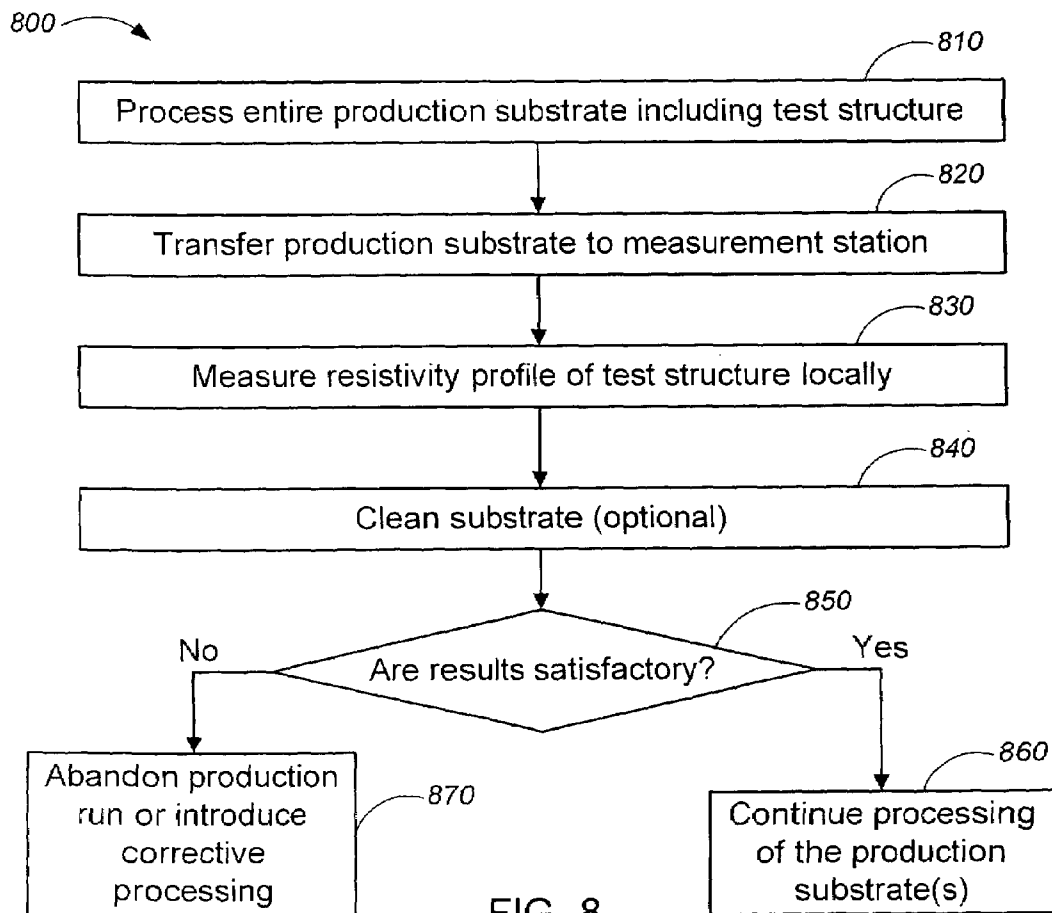 800
810
Process entire production substrate including test structure
820
Transfer production substrate to measurement station
830
Measure resistivity profile of test structure locally
840
Clean substrate (optional)
850
No
Are results satisfactory?
Yes
Abandon production
run or introduce
corrective
processing
870
860
Continue processing
of the production
substrate(s)
FIG. 8